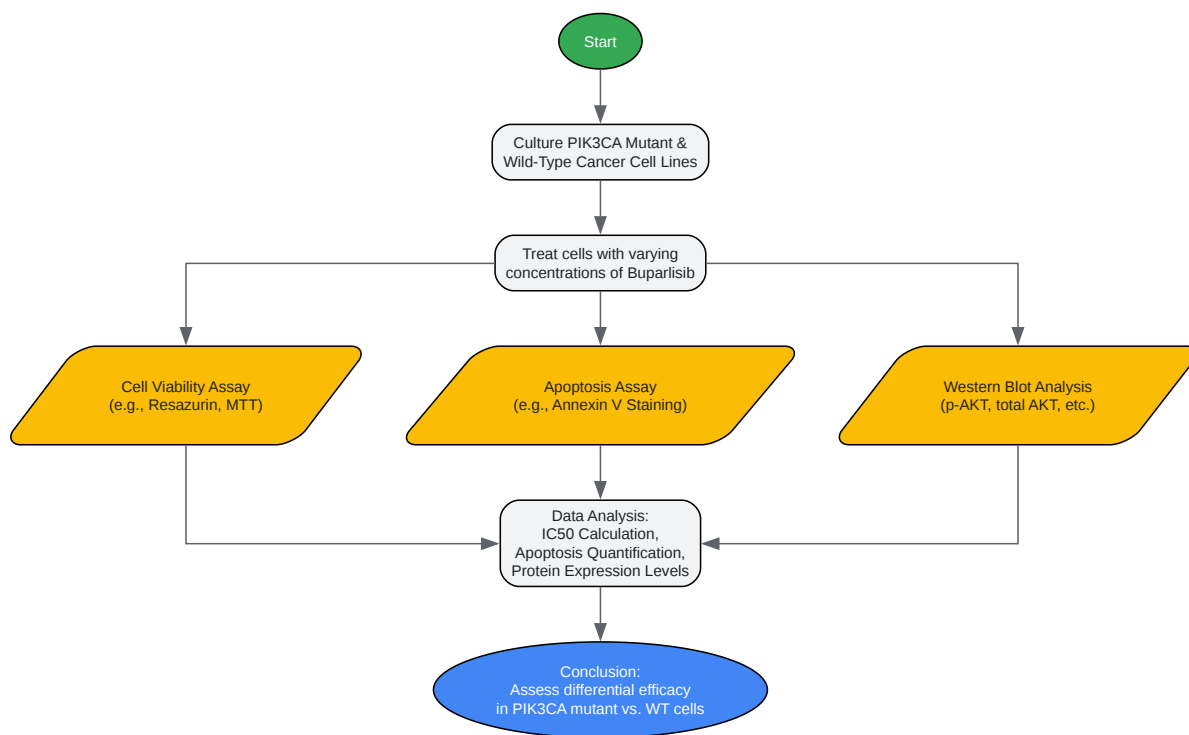 Start
Culture PIK3CA Mutant &
Wild-Type Cancer Cell Lines
Treat cells with varying
concentrations of Buparlisib
Cell Viability Assay
(e.g., Resazurin, MTT)
Apoptosis Assay
(e.g., Annexin V Staining)
Western Blot Analysis
(p-AKT, total AKT, etc.)
Data Analysis:
IC50 Calculation,
Apoptosis Quantification,
Protein Expression Levels
Conclusion:
Assess differential efficacy
in PIK3CA mutant vs. WT cells